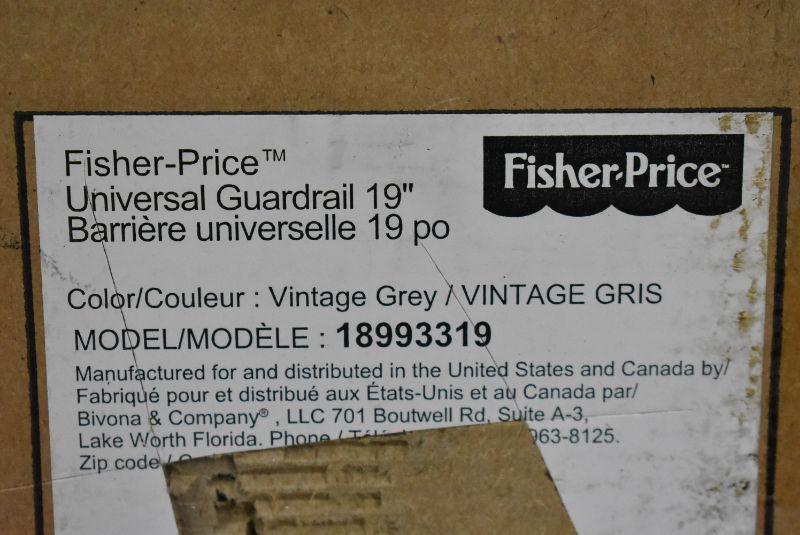 Fisher-Price™
Universal Guardrail 19"
Barrière universelle 19 po
Fisher-Price™
Color/Couleur : Vintage Grey / VINTAGE GRIS
MODEL/MODÈLE : 18993319
Manufactured for and distributed in the United States and Canada by/
Fabriqué pour et distribué aux États-Unis et au Canada par/
Bivona & Company® , LLC 701 Boutwell Rd, Suite A-3,
Lake Worth Florida. Phone / 963-8125.
Zip code /